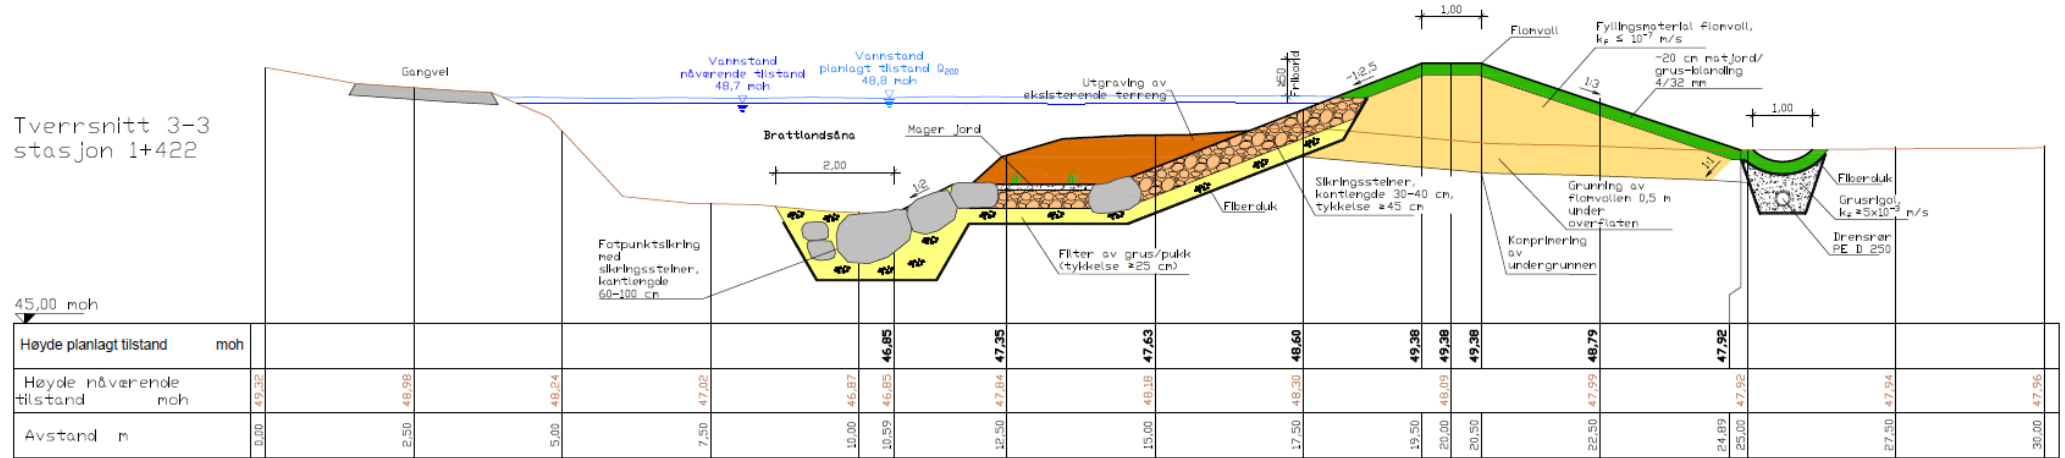 Tverrsnitt 3-3
stasjon 1+422
Gangvei
Vannstand
nåværende tilstand
48,7 moh
Vannstand
planlagt tilstand Q200
48,8 moh
Brattlandsåna
2,00
1:2
Mager jord
Utgraving av
eksisterende terreng
≥50
Fribord
~1:2,5
1,00
Flomvoll
Fyllingsmaterial flomvoll,
kf ≤ 10⁻⁷ m/s
~20 cm matjord/
grus-blanding
4/32 mm
1:3
1,00
1:1
Fiberduk
Grusrigol,
kf ≥5x10⁻³ m/s
Drensrør
PE D 250
Grunning av
flomvollen 0,5 m
under
overflaten
Komprimering
av
undergrunnen
Sikringssteiner,
kantlengde 30-40 cm,
tykkelse ≥45 cm
Fiberduk
Filter av grus/pukk
(tykkelse ≥25 cm)
Fotpunktsikring
med
sikringssteiner,
kantlengde
60-100 cm
45,00 moh
Høyde planlagt tilstand moh
46,85 47,35 47,63 48,60 49,38 49,38 49,38 48,79 47,92
Høyde nåværende
tilstand moh
49,32 48,98 48,24 47,02 46,87 46,85 47,84 48,18 48,30 48,09 47,99 47,92 47,94 47,96
Avstand m
0,00 2,50 5,00 7,50 10,00 10,59 12,50 15,00 17,50 19,50 20,00 20,50 22,50 24,89 25,00 27,50 30,00